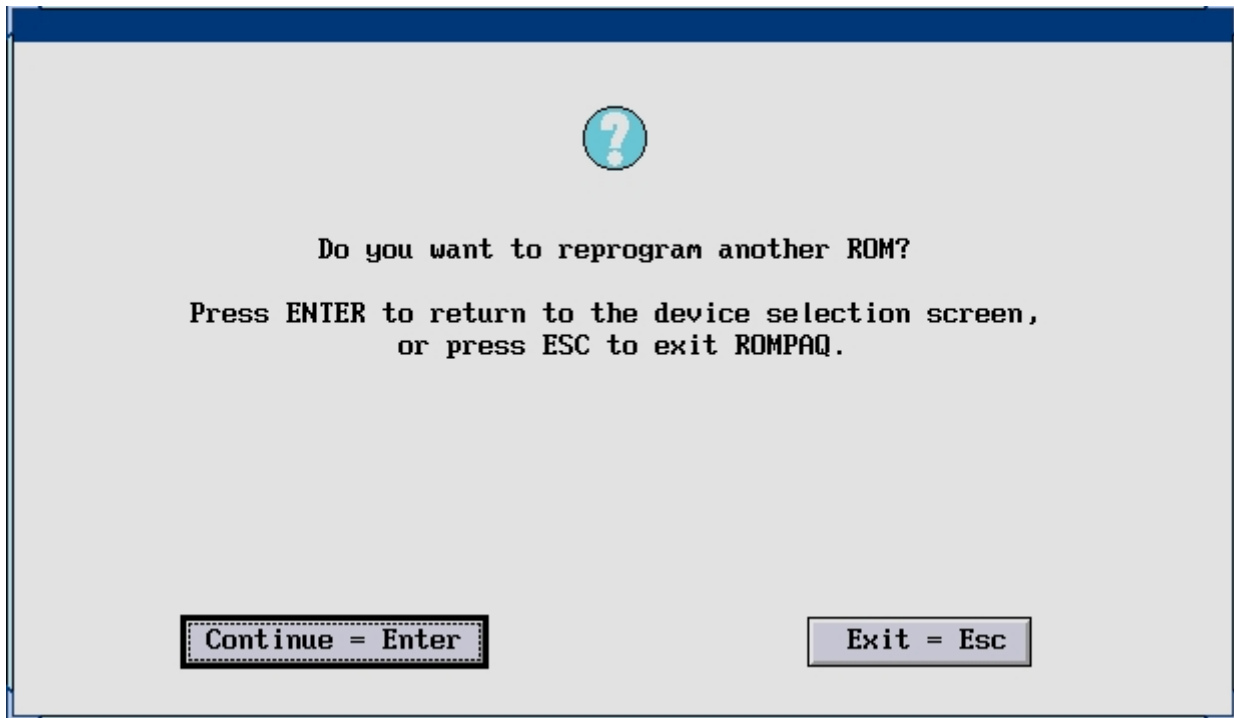 ?
Do you want to reprogram another ROM?
Press ENTER to return to the device selection screen,
or press ESC to exit ROMPAQ.
Continue = Enter
Exit = Esc